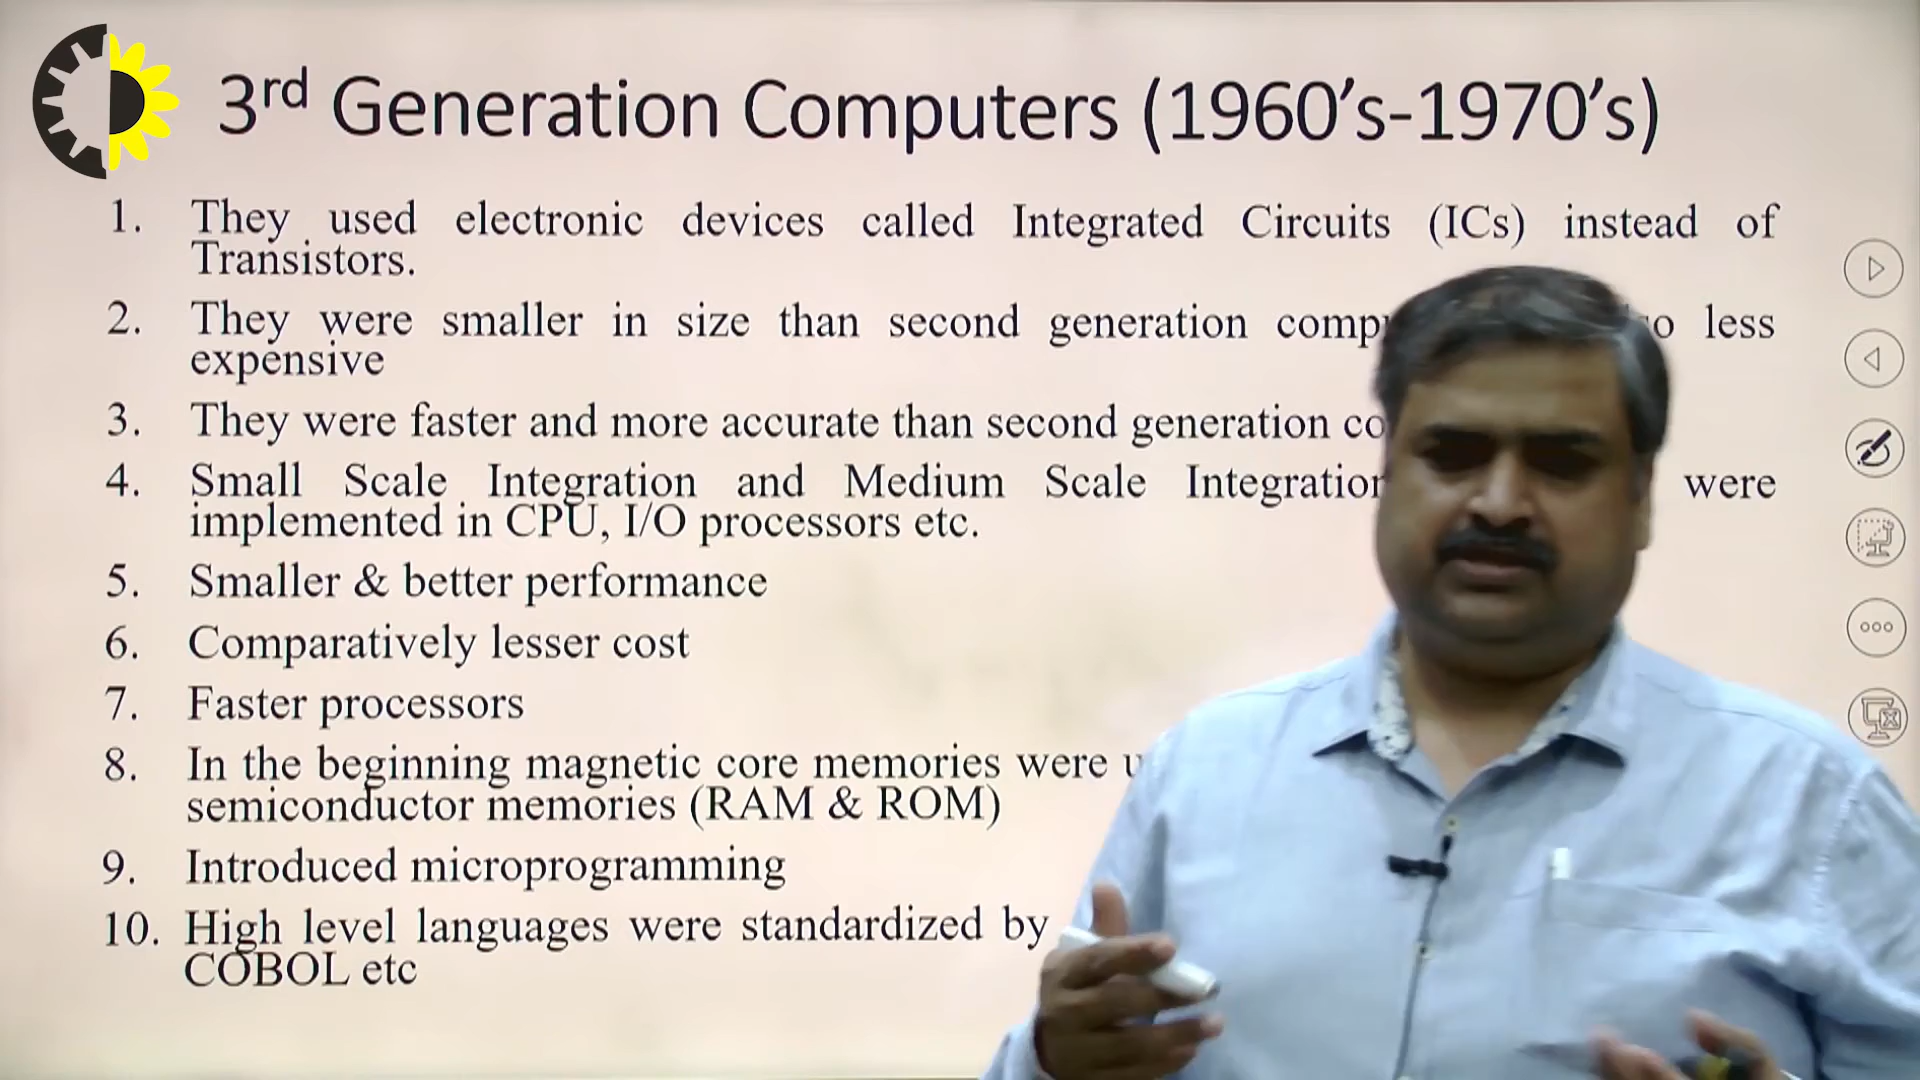 3rd Generation Computers (1960’s-1970’s)
1. They used electronic devices called Integrated Circuits (ICs) instead of
Transistors.
2. They were smaller in size than second generation less
expensive
3. They were faster and more accurate than second generation
4. Small Scale Integration and Medium Scale Integration were
implemented in CPU, I/O processors etc.
5. Smaller & better performance
6. Comparatively lesser cost
7. Faster processors
8. In the beginning magnetic core memories were
semiconductor memories (RAM & ROM)
9. Introduced microprogramming
10. High level languages were standardized by
COBOL etc